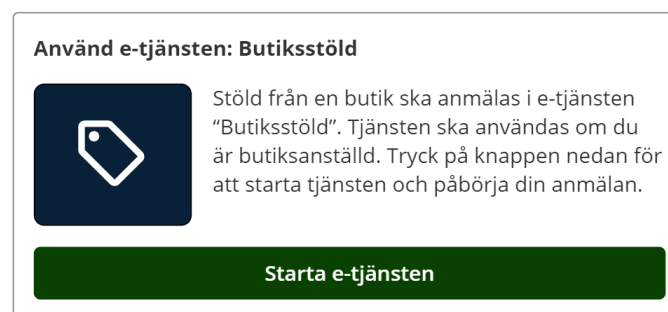 Använd e-tjänsten: Butiksstöld
Stöld från en butik ska anmälas i e-tjänsten
“Butiksstöld”. Tjänsten ska användas om du
är butiksanställd. Tryck på knappen nedan för
att starta tjänsten och påbörja din anmälan.
Starta e-tjänsten